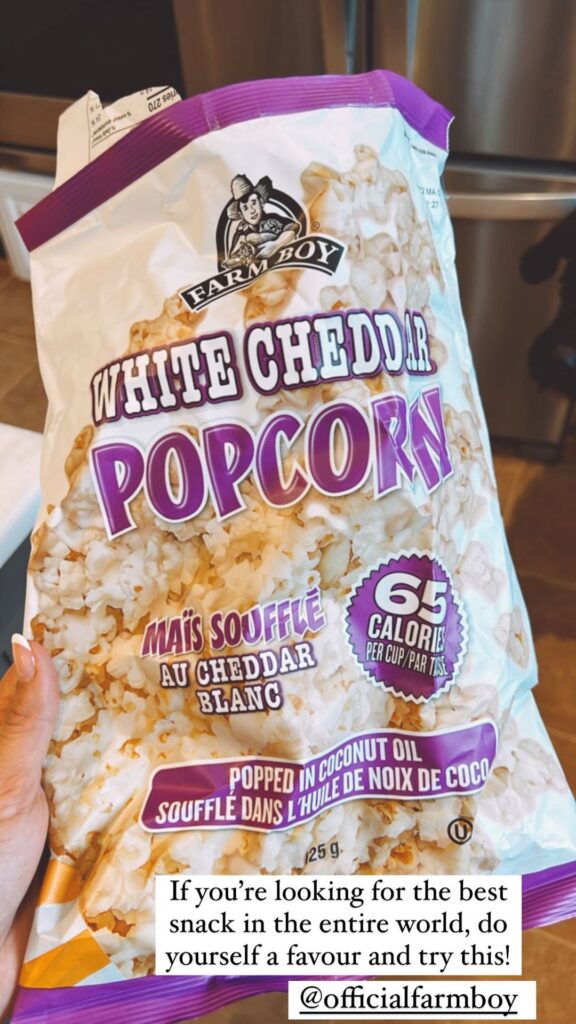 ries 270
FARM BOY
®
WHITE CHEDDAR
POPCORN
MAÏS SOUFFLÉ
AU CHEDDAR
BLANC
65
CALORIES
PER CUP/PAR TASSE
POPPED IN COCONUT OIL
SOUFFLÉ DANS L'HUILE DE NOIX DE COCO
U
125 g
If you're looking for the best
snack in the entire world, do
yourself a favour and try this!
@officialfarmboy